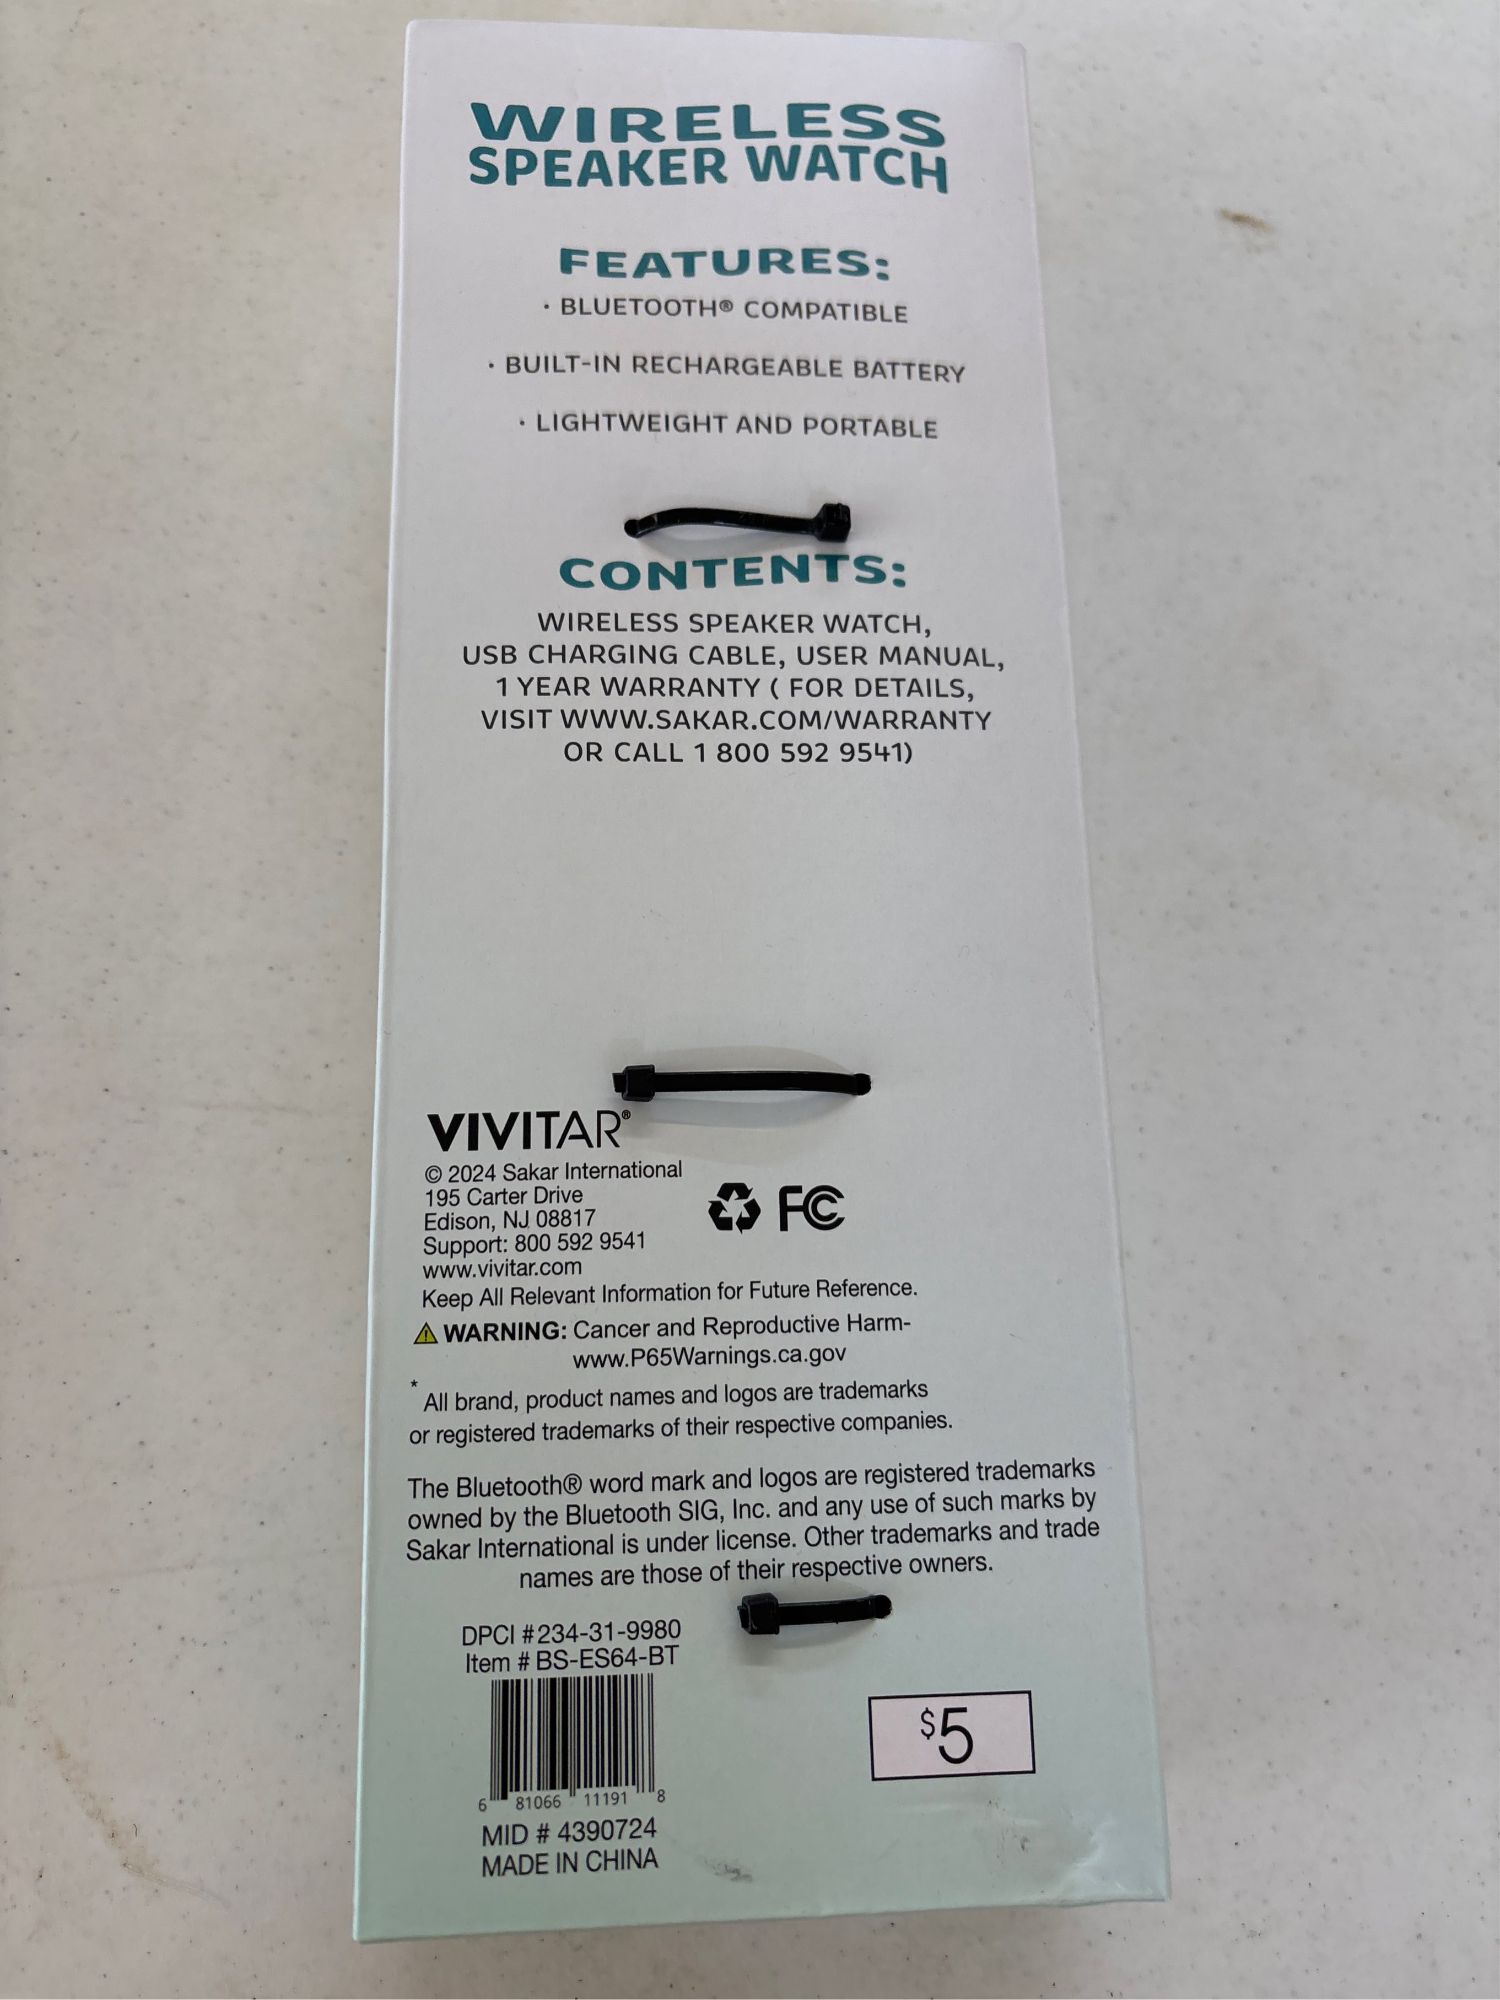 WIRELESS
SPEAKER WATCH
FEATURES:
· BLUETOOTH® COMPATIBLE
· BUILT-IN RECHARGEABLE BATTERY
· LIGHTWEIGHT AND PORTABLE
CONTENTS:
WIRELESS SPEAKER WATCH,
USB CHARGING CABLE, USER MANUAL,
1 YEAR WARRANTY ( FOR DETAILS,
VISIT WWW.SAKAR.COM/WARRANTY
OR CALL 1 800 592 9541)
VIVITAR®
© 2024 Sakar International
195 Carter Drive
Edison, NJ 08817
Support: 800 592 9541
www.vivitar.com
FC
Keep All Relevant Information for Future Reference.
WARNING: Cancer and Reproductive Harm-
www.P65Warnings.ca.gov
* All brand, product names and logos are trademarks
or registered trademarks of their respective companies.
The Bluetooth® word mark and logos are registered trademarks
owned by the Bluetooth SIG, Inc. and any use of such marks by
Sakar International is under license. Other trademarks and trade
names are those of their respective owners.
DPCI #234-31-9980
Item # BS-ES64-BT
6 81066 11191 8
MID # 4390724
MADE IN CHINA
$5